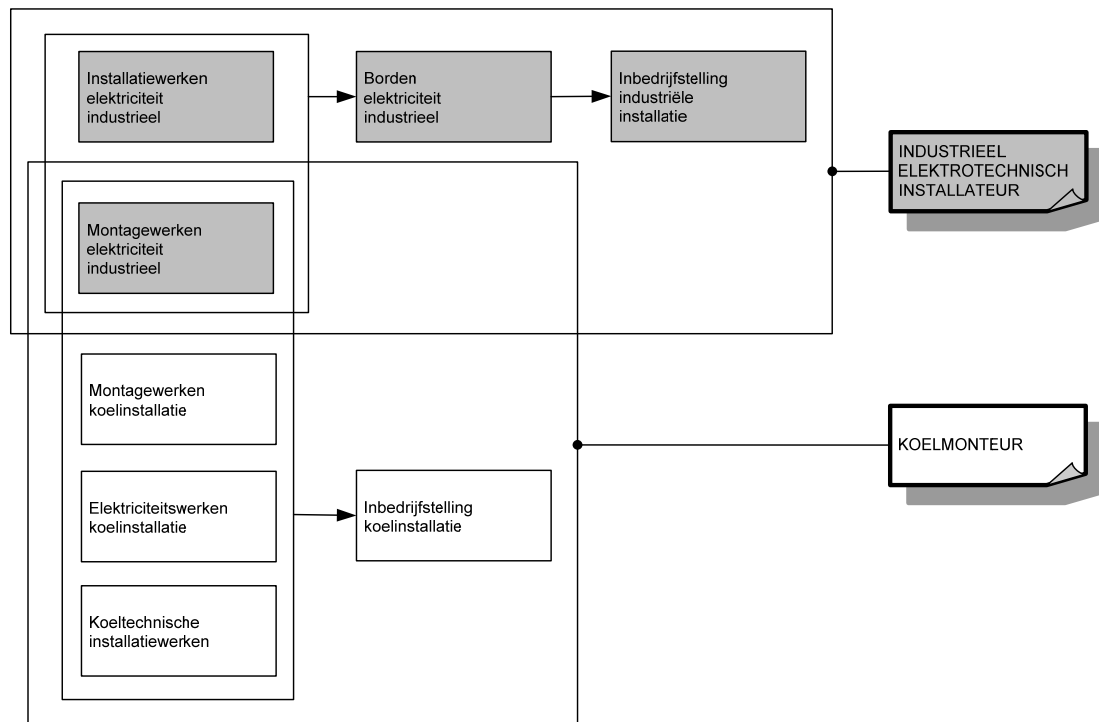 Installatiewerken
elektriciteit
industrieel
Borden
elektriciteit
industrieel
Inbedrijfstelling
industriële
installatie
INDUSTRIEEL
ELEKTROTECHNISCH
INSTALLATEUR
Montagewerken
elektriciteit
industrieel
Montagewerken
koelinstallatie
KOELMONTEUR
Elektriciteitswerken
koelinstallatie
Inbedrijfstelling
koelinstallatie
Koeltechnische
installatiewerken